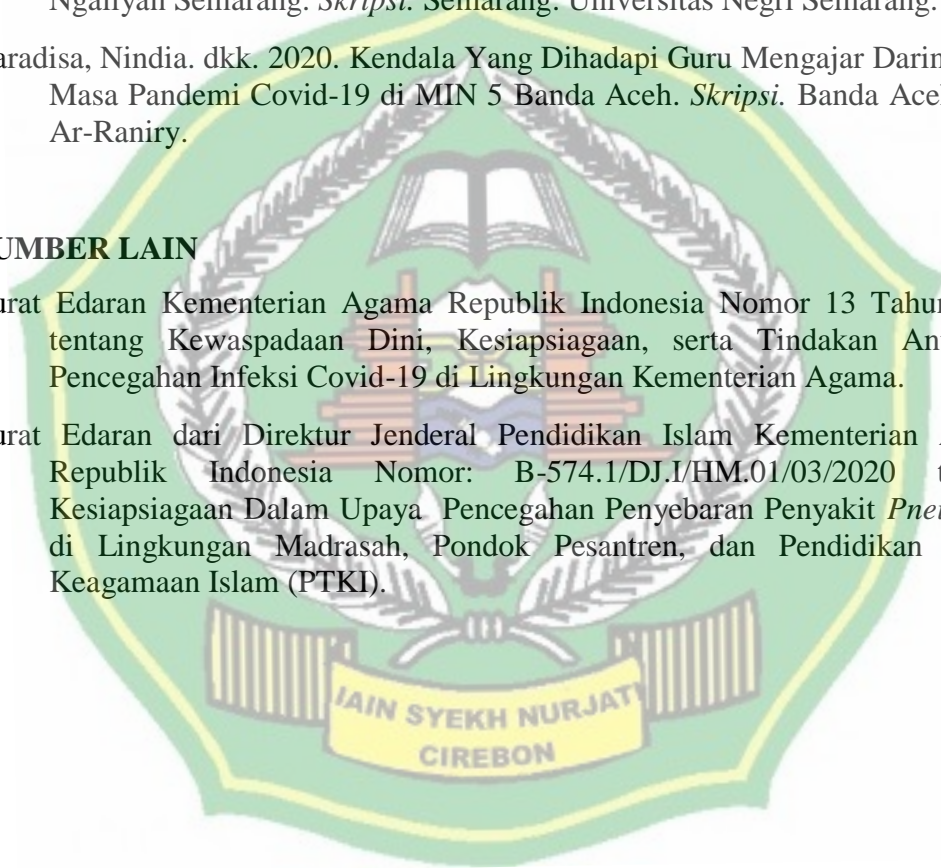 Ngaliyan Semarang. Skripsi. Semarang. Universitas Negri Semarang.
aradisa, Nindia. dkk. 2020. Kendala Yang Dihadapi Guru Mengajar Darin
Masa Pandemi Covid-19 di MIN 5 Banda Aceh. Skripsi. Banda Aceh
Ar-Raniry.
UMBER LAIN
urat Edaran Kementerian Agama Republik Indonesia Nomor 13 Tahun
tentang Kewaspadaan Dini, Kesiapsiagaan, serta Tindakan An
Pencegahan Infeksi Covid-19 di Lingkungan Kementerian Agama.
urat Edaran dari Direktur Jenderal Pendidikan Islam Kementerian A
Republik Indonesia Nomor: B-574.1/DJ.I/HM.01/03/2020 t
Kesiapsiagaan Dalam Upaya Pencegahan Penyebaran Penyakit Pne
di Lingkungan Madrasah, Pondok Pesantren, dan Pendidikan
Keagamaan Islam (PTKI).
IAIN SYEKH NURJATI
CIREBON